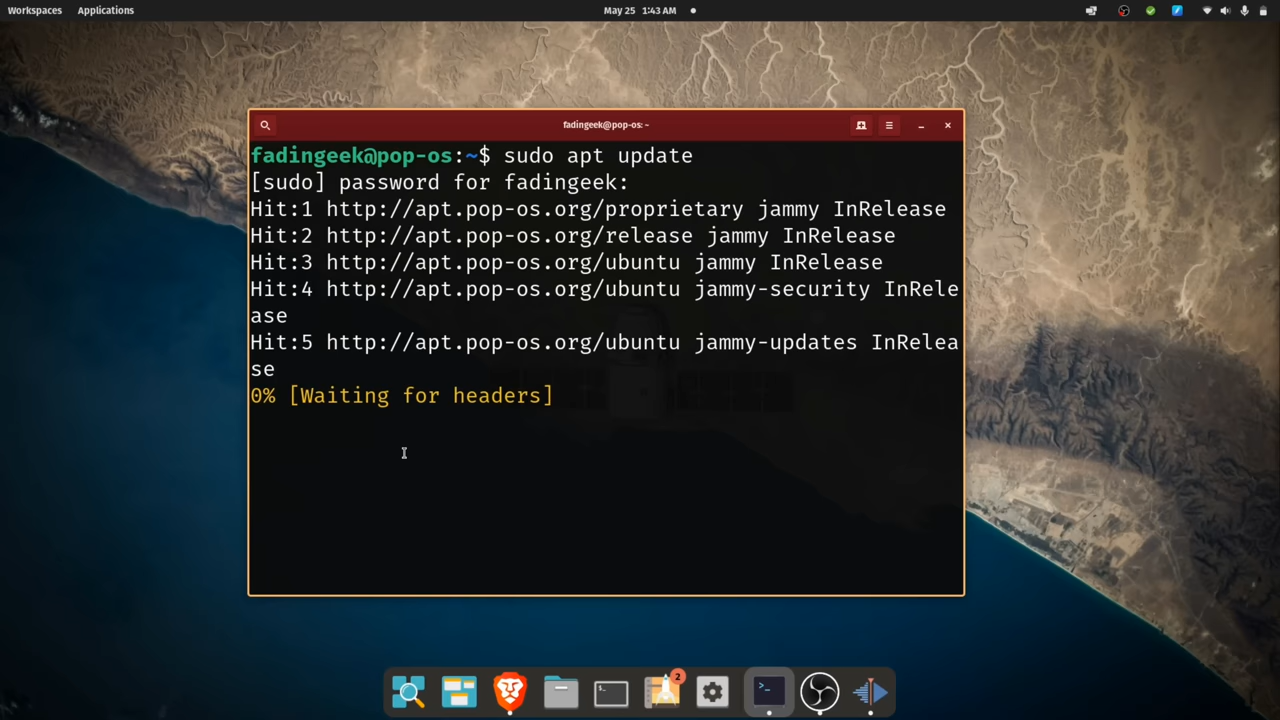 Workspaces Applications May 25 1:43 AM
fadingeek@pop-os: ~
fadingeek@pop-os:~$ sudo apt update
[sudo] password for fadingeek:
Hit:1 http://apt.pop-os.org/proprietary jammy InRelease
Hit:2 http://apt.pop-os.org/release jammy InRelease
Hit:3 http://apt.pop-os.org/ubuntu jammy InRelease
Hit:4 http://apt.pop-os.org/ubuntu jammy-security InRele
ase
Hit:5 http://apt.pop-os.org/ubuntu jammy-updates InRelea
se
0% [Waiting for headers]
2